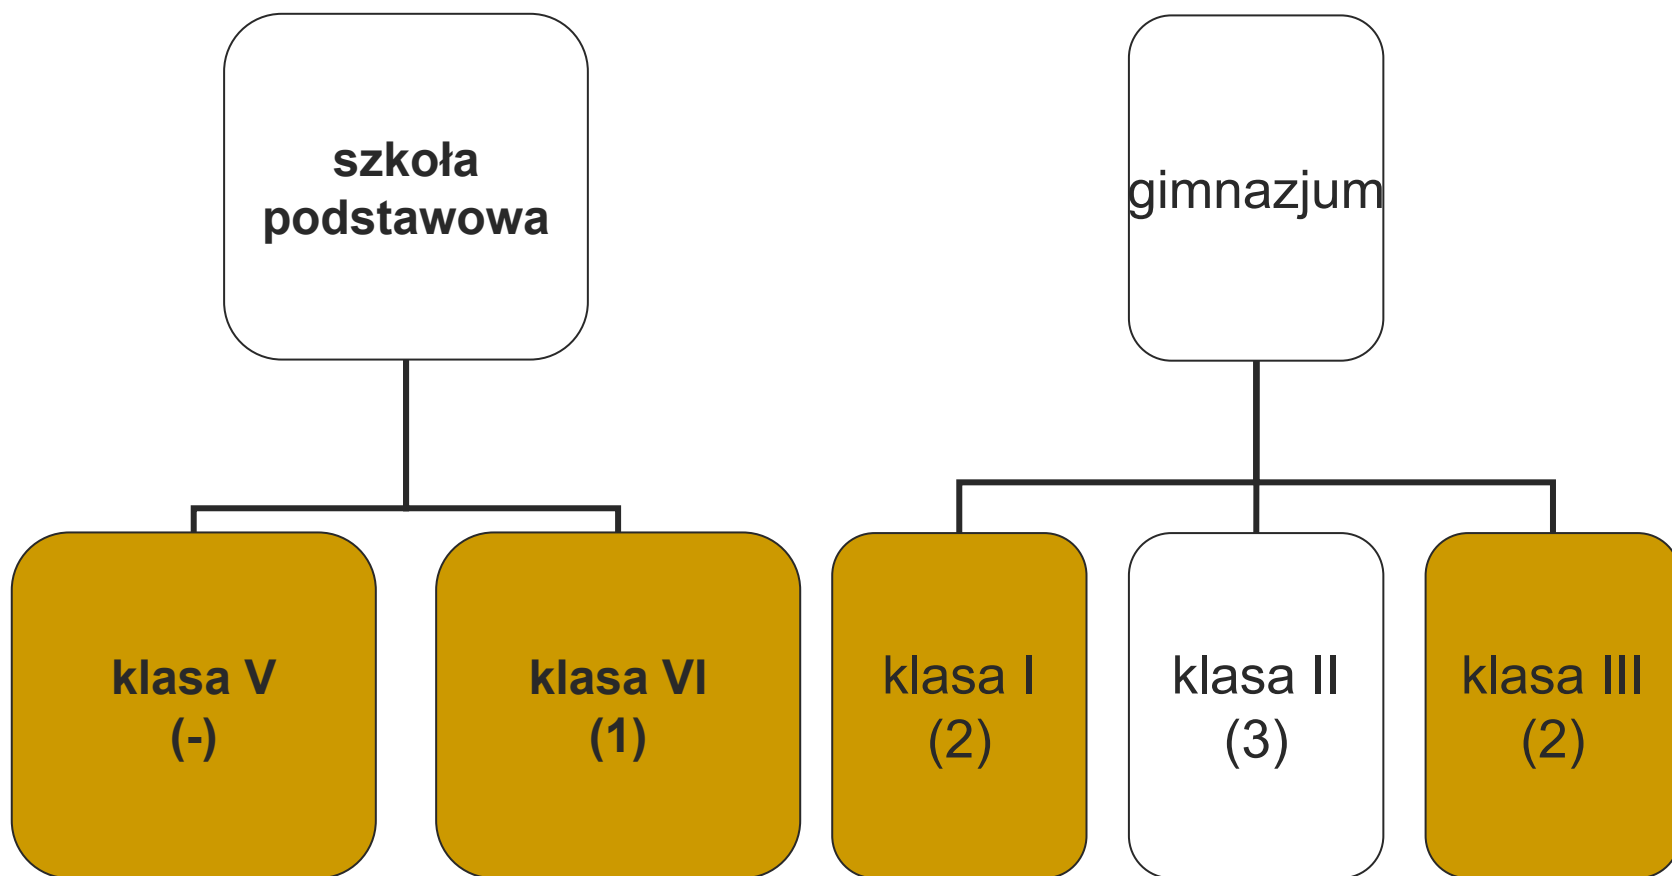 szkoła
podstawowa
gimnazjum
klasa V
(-)
klasa VI
(1)
klasa I
(2)
klasa II
(3)
klasa III
(2)